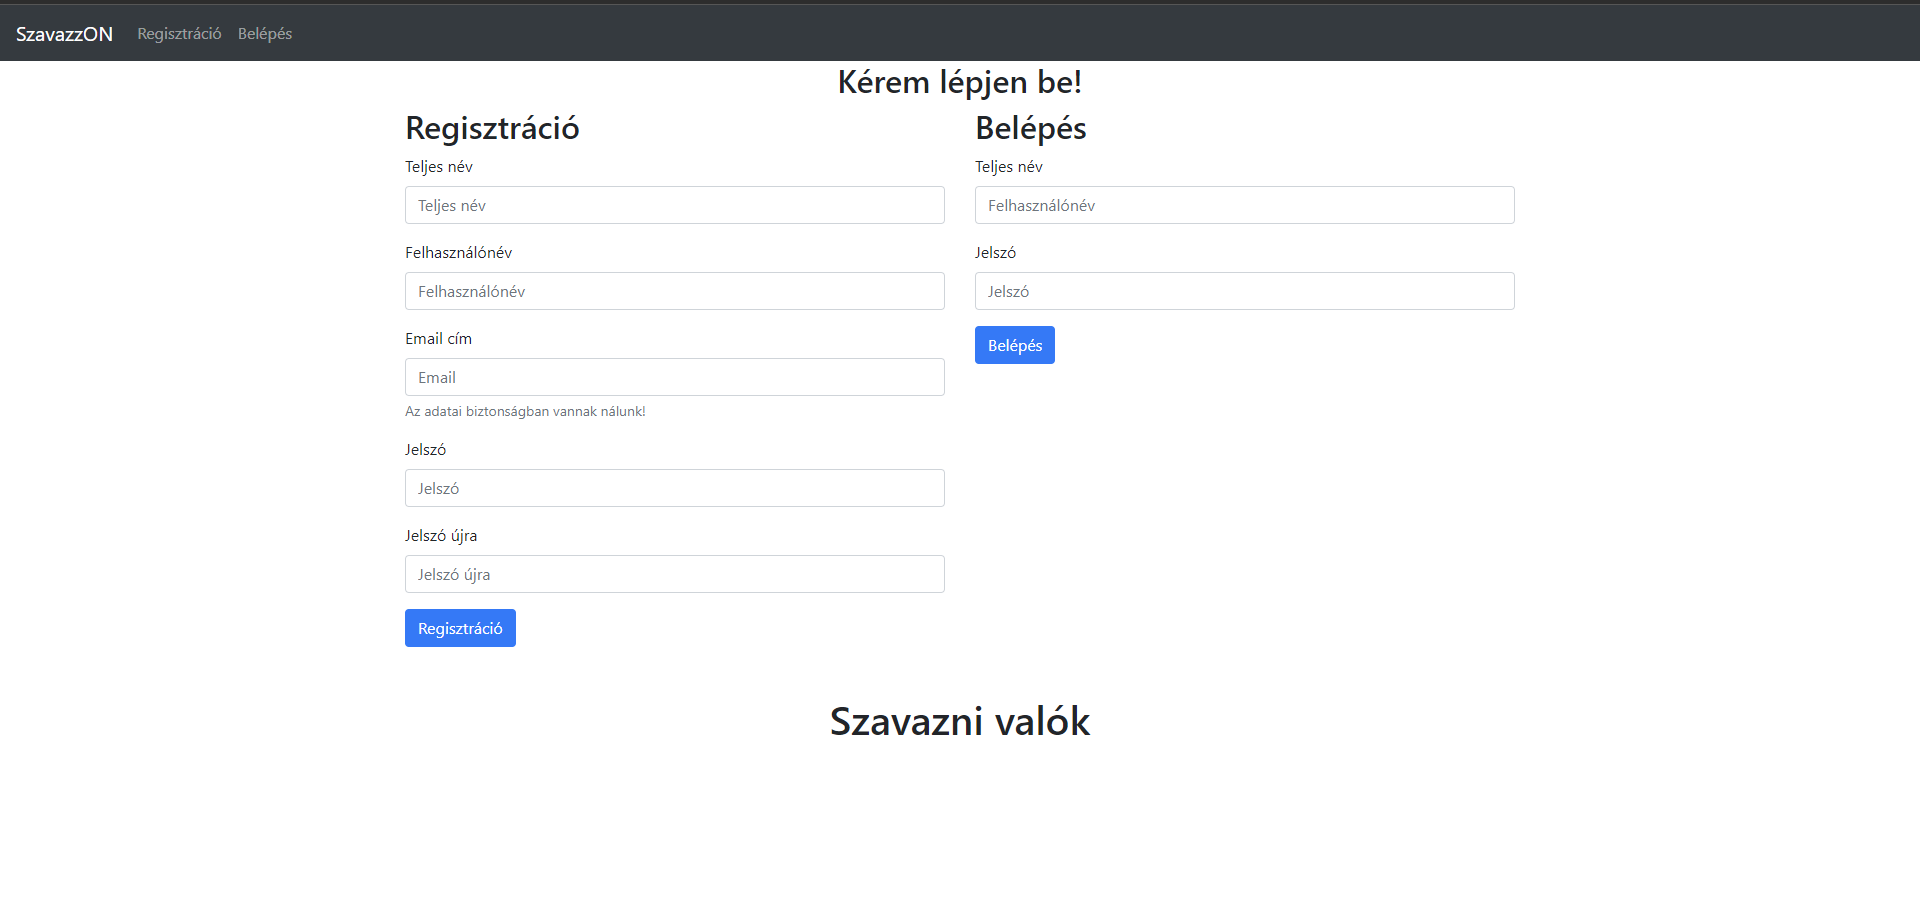 SzavazzON Regisztráció Belépés
Kérem lépjen be!
Regisztráció
Teljes név
Teljes név
Felhasználónév
Felhasználónév
Email cím
Email
Az adatai biztonságban vannak nálunk!
Jelszó
Jelszó
Jelszó újra
Jelszó újra
Regisztráció
Belépés
Teljes név
Felhasználónév
Jelszó
Jelszó
Belépés
Szavazni valók